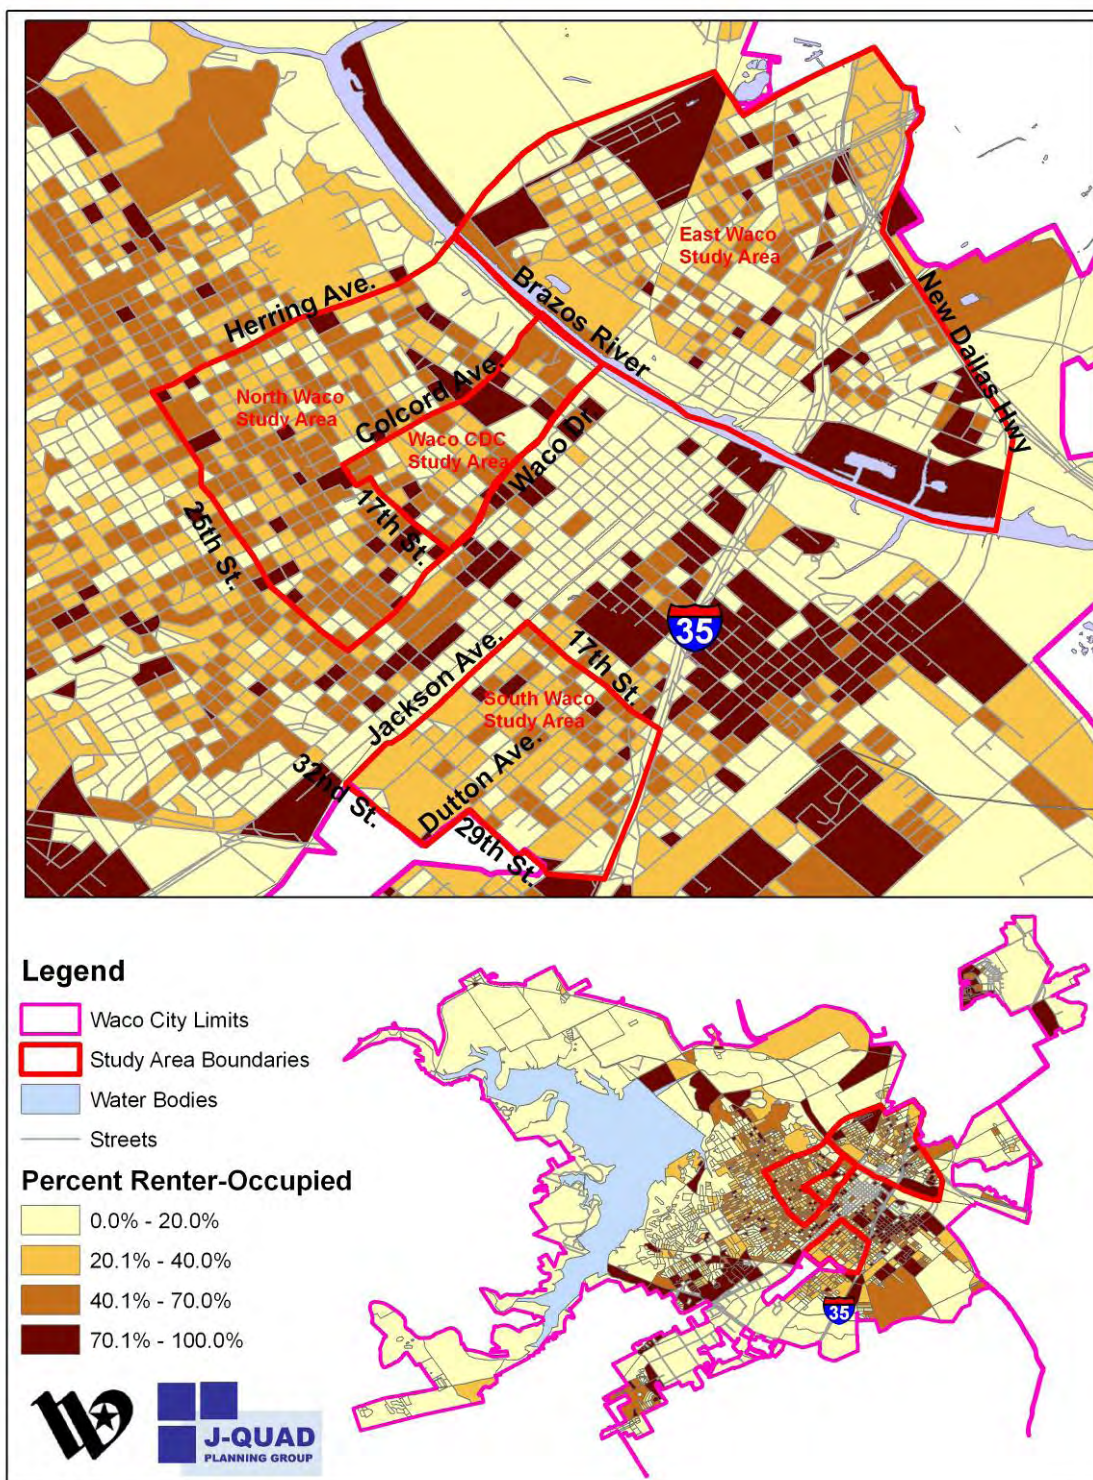 East Waco
Study Area
New Dallas Hwy
Brazos River
Herring Ave.
North Waco
Study Area
Colcord Ave.
Waco CDC
Study Area
Waco Dr.
17th St.
25th St.
35
Jackson Ave.
17th St.
South Waco
Study Area
32nd St.
Dutton Ave.
29th St.
Legend
Waco City Limits
Study Area Boundaries
Water Bodies
Streets
Percent Renter-Occupied
0.0% - 20.0%
20.1% - 40.0%
40.1% - 70.0%
70.1% - 100.0%
35
J-QUAD
PLANNING GROUP